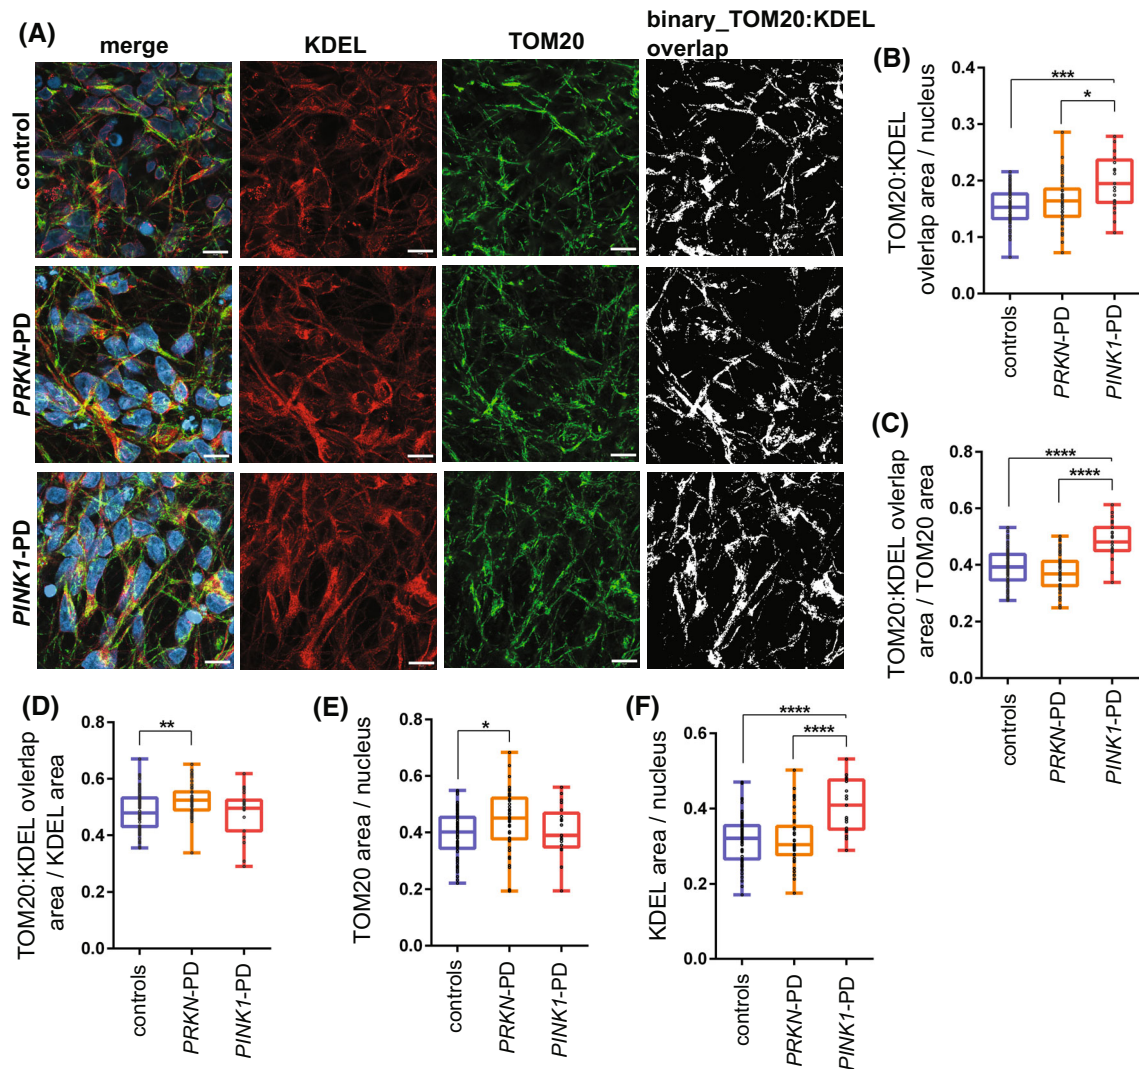 (A)
merge
KDEL
TOM20
binary_TOM20:KDEL
overlap
control
PRKN-PD
PINK1-PD
(B)
TOM20:KDEL
overlap area / nucleus
0.4
0.3
0.2
0.1
0.0
***
*
controls
PRKN-PD
PINK1-PD
(C)
TOM20:KDEL ovlerlap
area / TOM20 area
0.8
0.6
0.4
0.2
0.0
****
****
controls
PRKN-PD
PINK1-PD
(D)
TOM20:KDEL ovlerlap
area / KDEL area
0.8
0.6
0.4
0.2
0.0
**
controls
PRKN-PD
PINK1-PD
(E)
TOM20 area / nucleus
0.8
0.6
0.4
0.2
0.0
*
controls
PRKN-PD
PINK1-PD
(F)
KDEL area / nucleus
0.6
0.4
0.2
0.0
****
****
controls
PRKN-PD
PINK1-PD